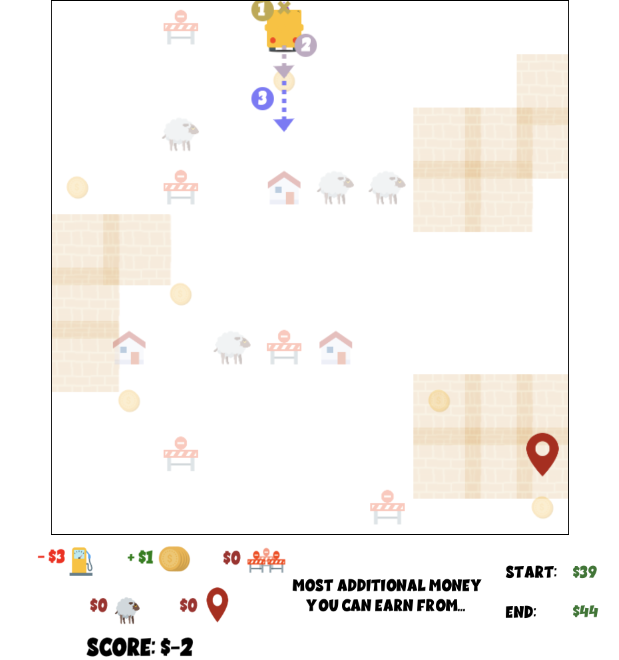 1
2
3
- $3
+ $1
$0
$0
$0
MOST ADDITIONAL MONEY
YOU CAN EARN FROM...
START: $39
END: $44
SCORE: $-2